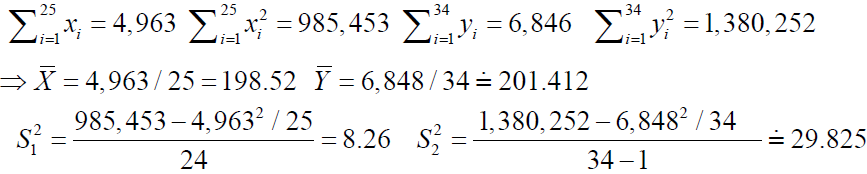 ∑_{i=1}^{25} x_i = 4,963 ∑_{i=1}^{25} x_i^2 = 985,453 ∑_{i=1}^{34} y_i = 6,846 ∑_{i=1}^{34} y_i^2 = 1,380,252
⇒ X̄ = 4,963 / 25 = 198.52 Ȳ = 6,848 / 34 ≐ 201.412
S_1^2 = \frac{985,453 − 4,963^2 / 25}{24} = 8.26 S_2^2 = \frac{1,380,252 − 6,848^2 / 34}{34 − 1} ≐ 29.825